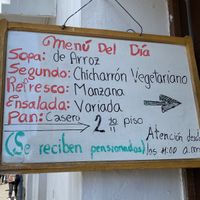 Menú Del Día
Sopa: de Arroz
Segundo: Chicharrón Vegetariano
Refresco: Manzana
Ensalada: Variada
Pan: Casero
2do piso
Atención desde
(Se reciben pensionados) los 11:00 a.m